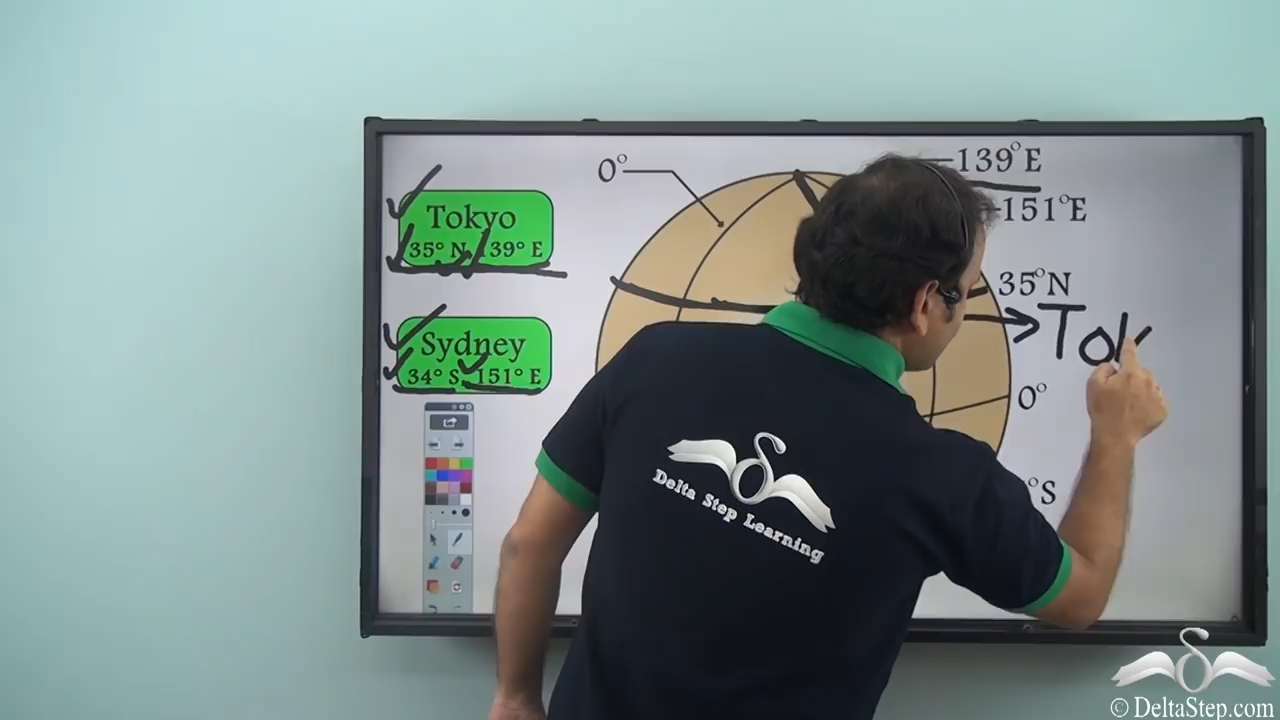 0°
139°E
151°E
Tokyo
35° N, 139° E
35°N
Tok
Sydney
34° S, 151° E
0°
°S
Delta Step Learning
© DeltaStep.com